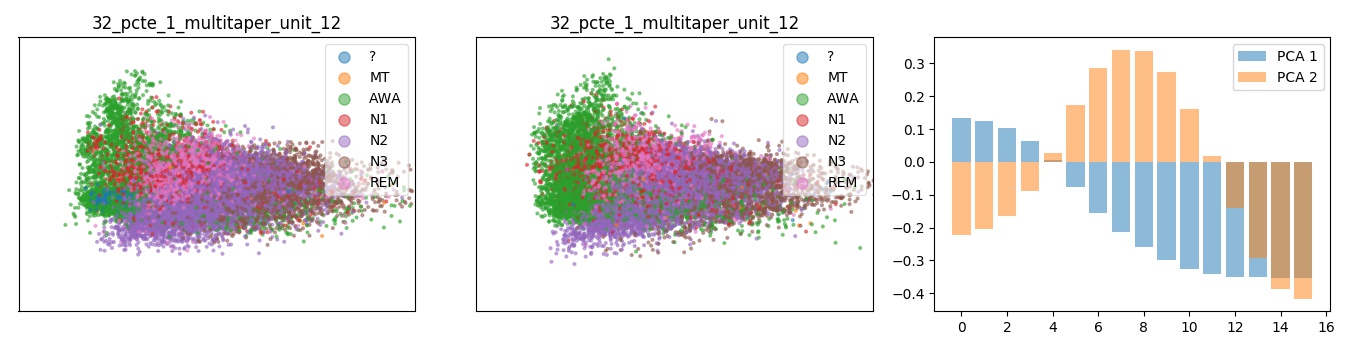 32_pcte_1_multitaper_unit_12
?
MT
AWA
N1
N2
N3
REM
32_pcte_1_multitaper_unit_12
?
MT
AWA
N1
N2
N3
REM
PCA 1
PCA 2
0.3
0.2
0.1
0.0
−0.1
−0.2
−0.3
−0.4
0 2 4 6 8 10 12 14 16